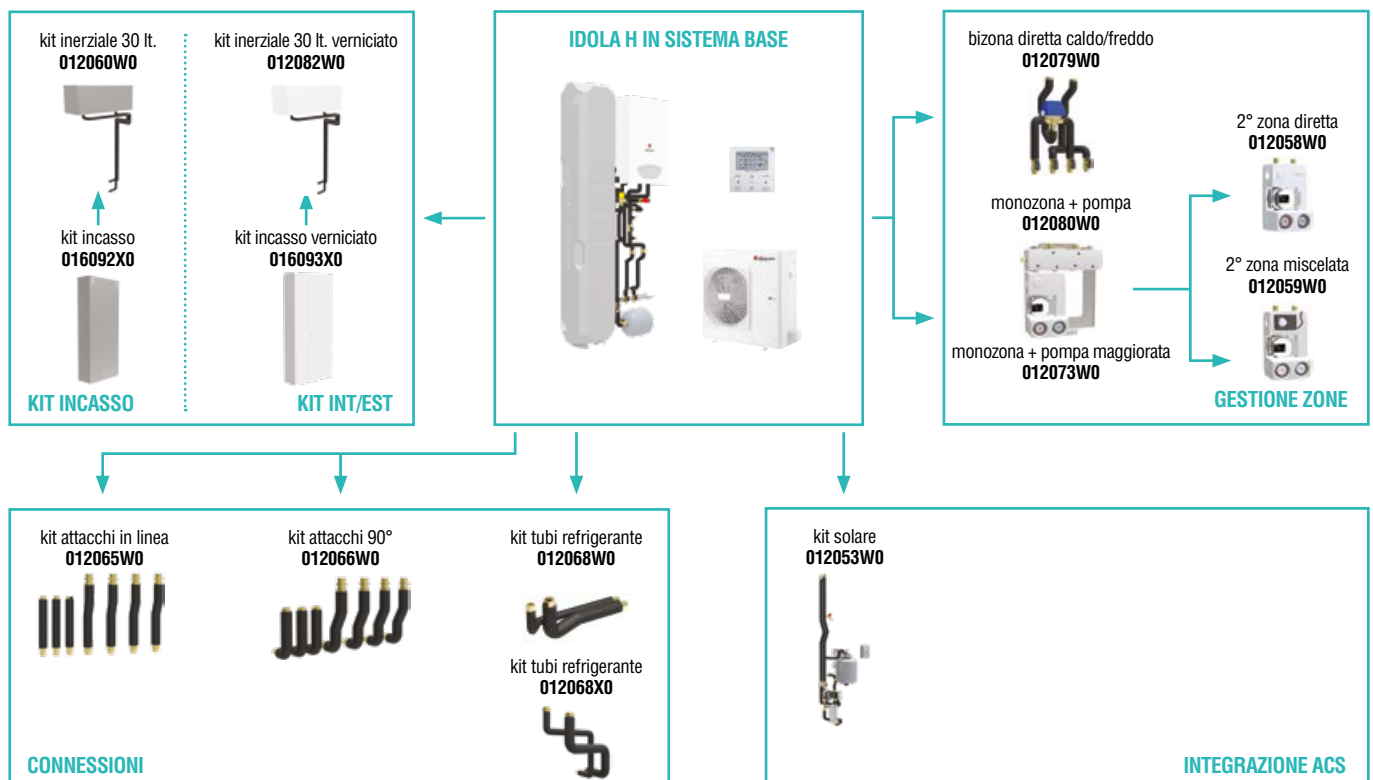 kit inerziale 30 lt.
012060W0
kit incasso
016092X0
KIT INCASSO
kit inerziale 30 lt. verniciato
012082W0
kit incasso verniciato
016093X0
KIT INT/EST
IDOLA H IN SISTEMA BASE
bizona diretta caldo/freddo
012079W0
monozona + pompa
012080W0
monozona + pompa maggiorata
012073W0
2° zona diretta
012058W0
2° zona miscelata
012059W0
GESTIONE ZONE
kit attacchi in linea
012065W0
kit attacchi 90°
012066W0
kit tubi refrigerante
012068W0
kit tubi refrigerante
012068X0
CONNESSIONI
kit solare
012053W0
INTEGRAZIONE ACS